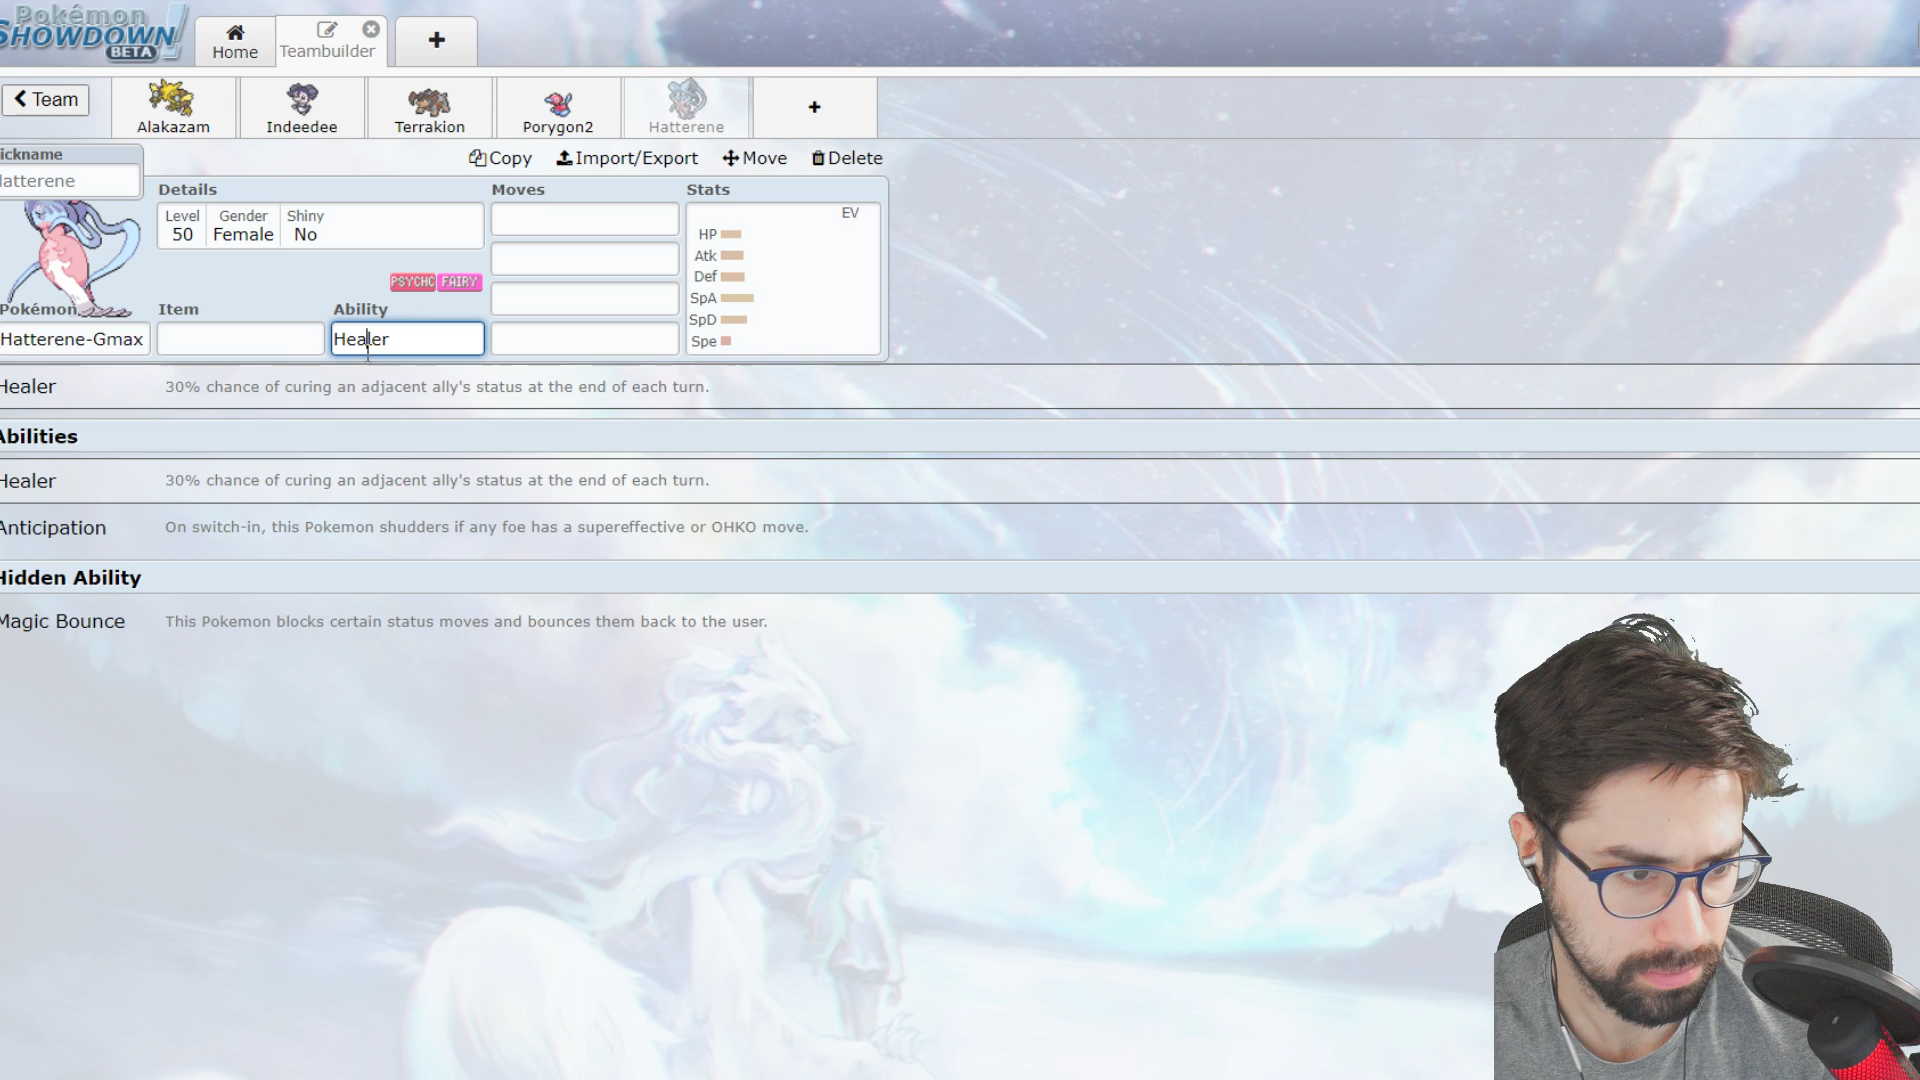 Pokémon
SHOWDOWN
BETA
Home
Teambuilder
+
Team
Alakazam
Indeedee
Terrakion
Porygon2
Hatterene
+
ickname
Copy
Import/Export
Move
Delete
atterene
Details
Moves
Stats
Level
Gender
Shiny
50
Female
No
EV
HP
Atk
Def
SpA
SpD
Spe
PSYCHC
FAIRY
Pokémon
Item
Ability
Hatterene-Gmax
Healer
Healer
30% chance of curing an adjacent ally's status at the end of each turn.
Abilities
Healer
30% chance of curing an adjacent ally's status at the end of each turn.
Anticipation
On switch-in, this Pokemon shudders if any foe has a supereffective or OHKO move.
Hidden Ability
Magic Bounce
This Pokemon blocks certain status moves and bounces them back to the user.